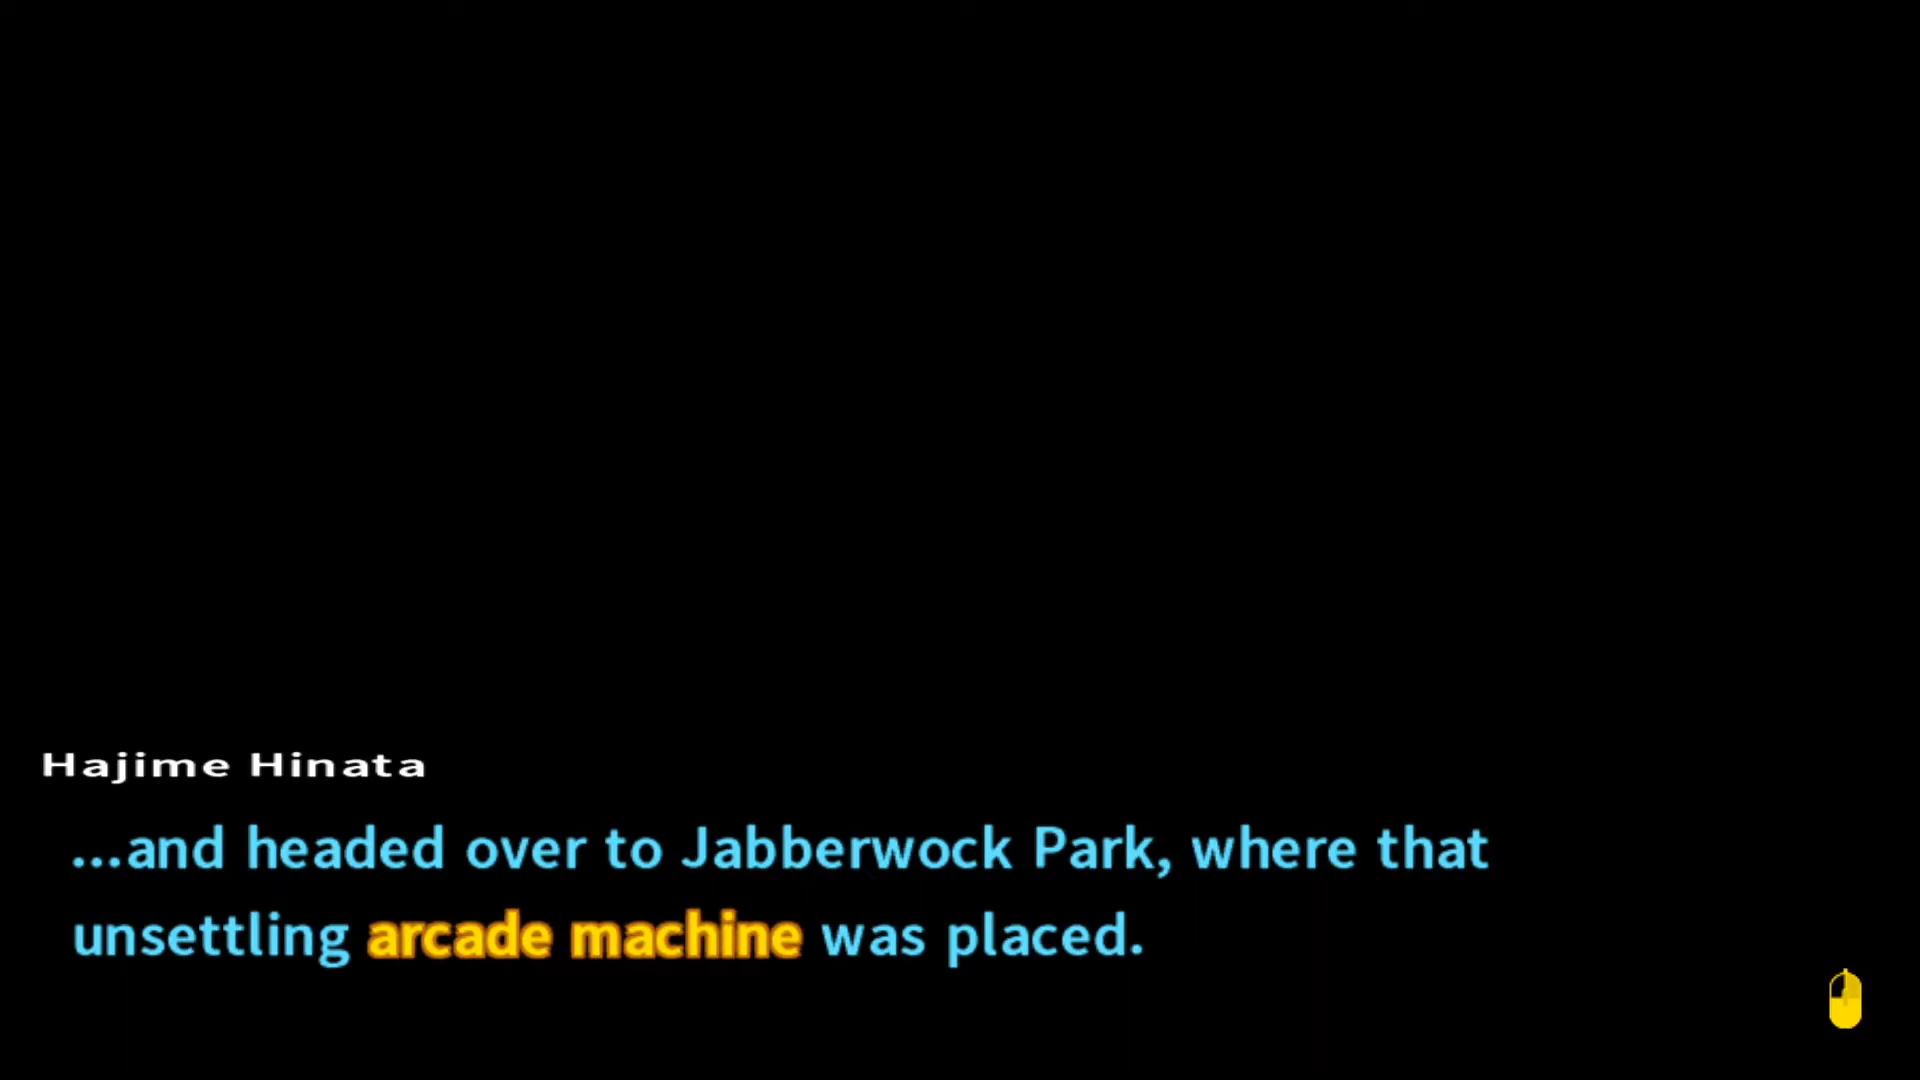 Hajime Hinata
...and headed over to Jabberwock Park, where that
unsettling arcade machine was placed.